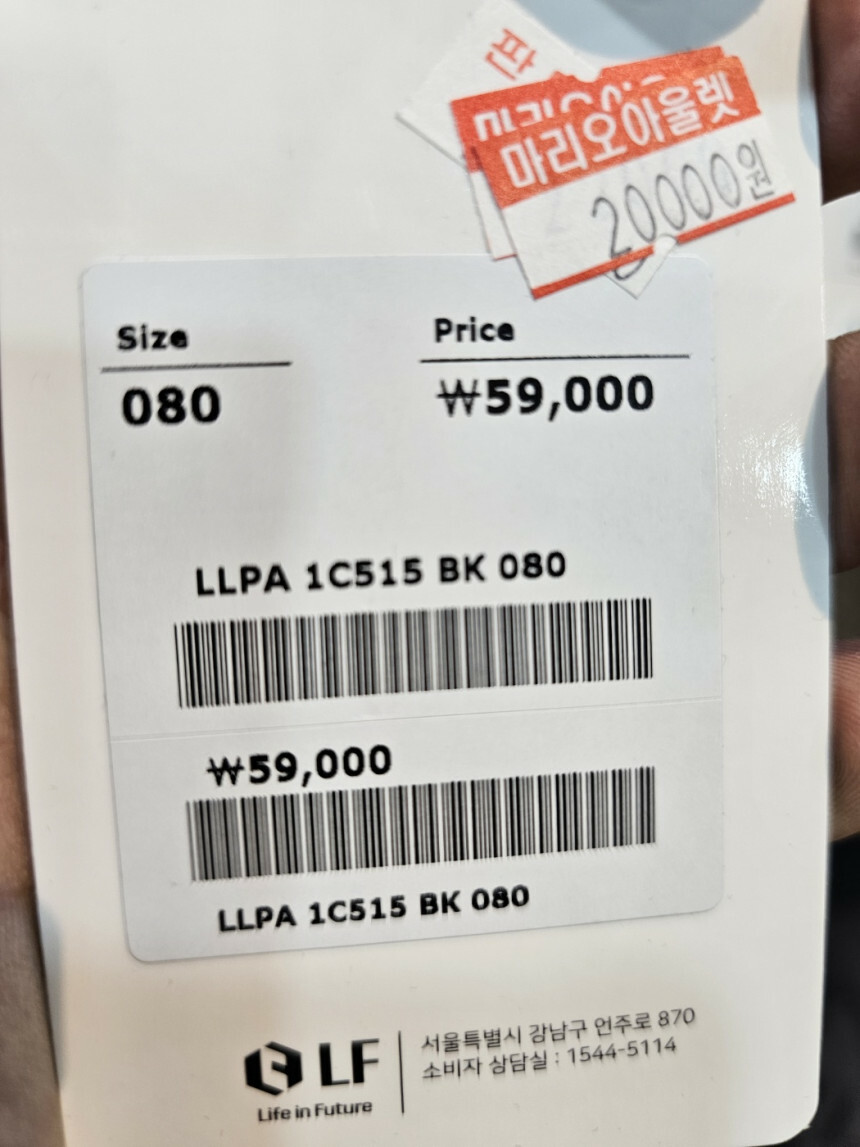 판
마리오아울렛
20000원
Size
Price
080
₩59,000
LLPA 1C515 BK 080
₩59,000
LLPA 1C515 BK 080
LF
Life in Future
서울특별시 강남구 언주로 870
소비자 상담실 : 1544-5114